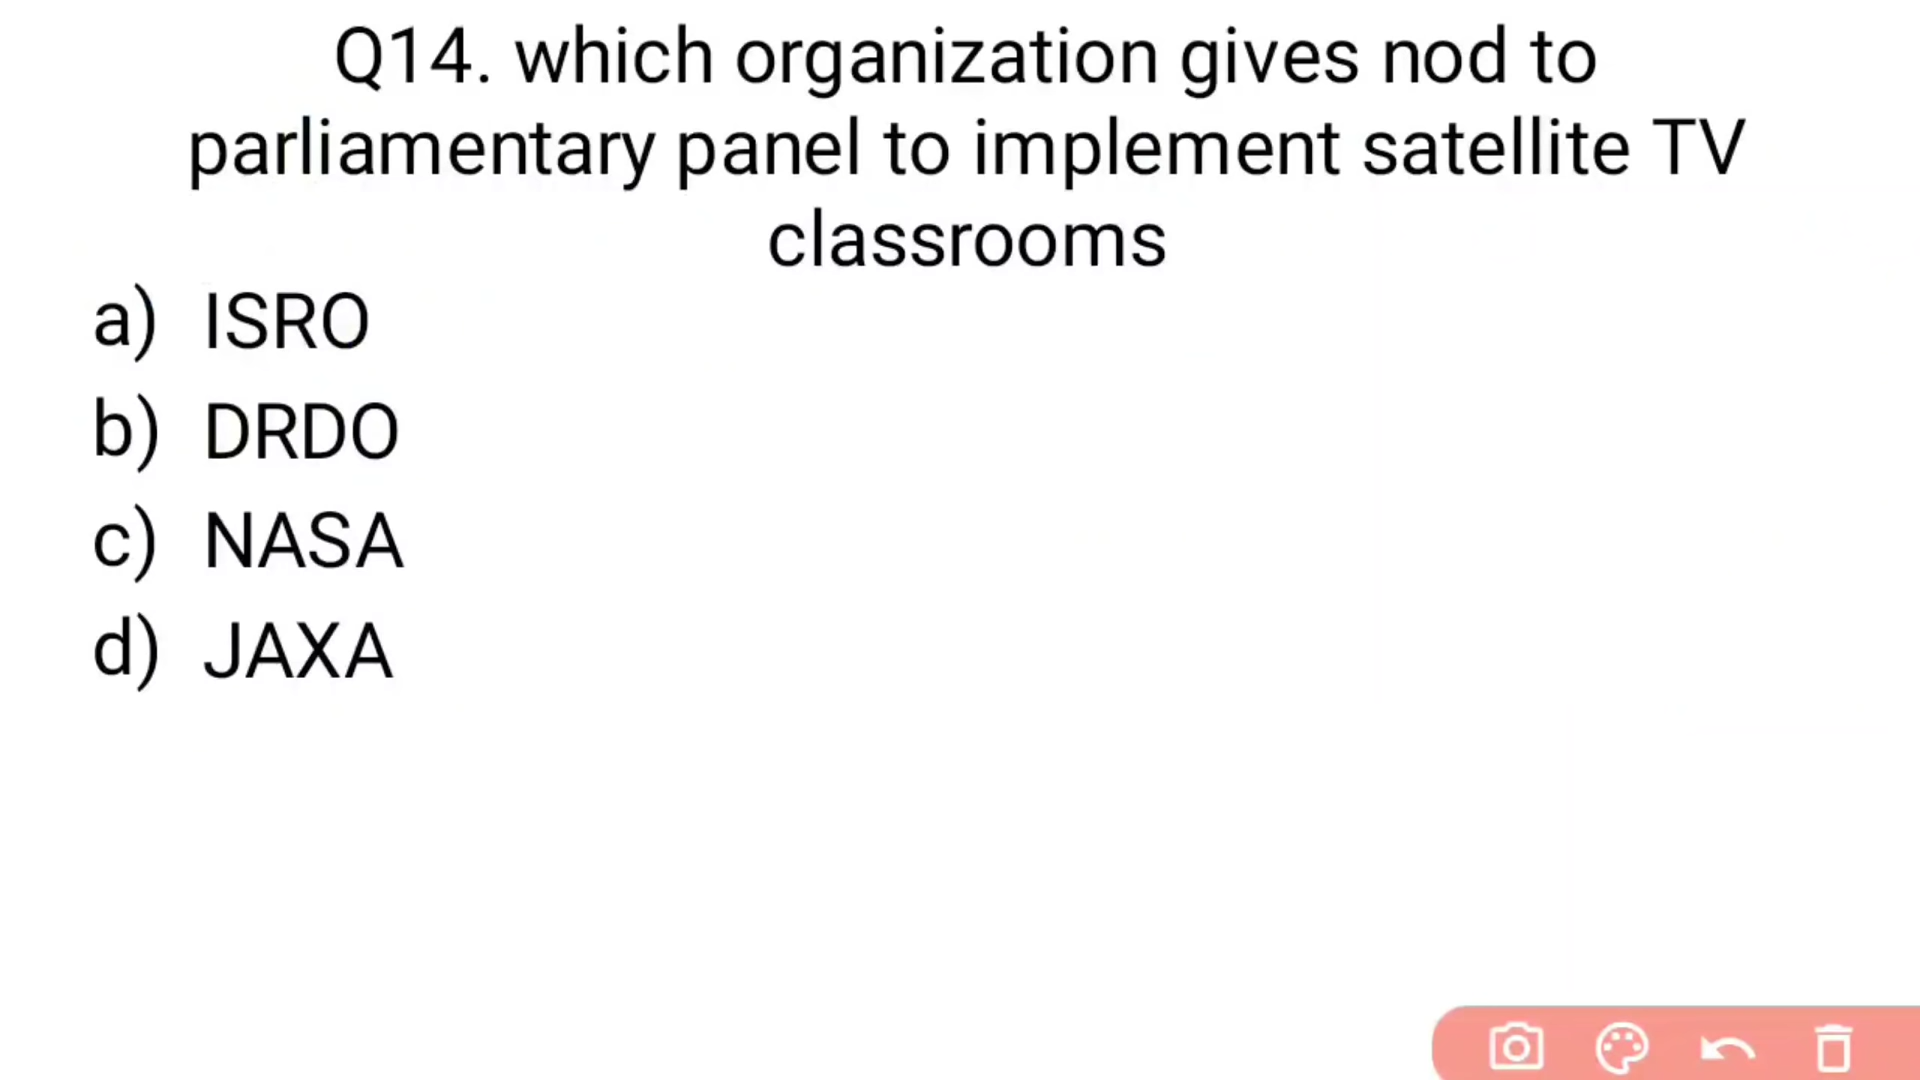 Q14. which organization gives nod to
parliamentary panel to implement satellite TV
classrooms
a) ISRO
b) DRDO
c) NASA
d) JAXA